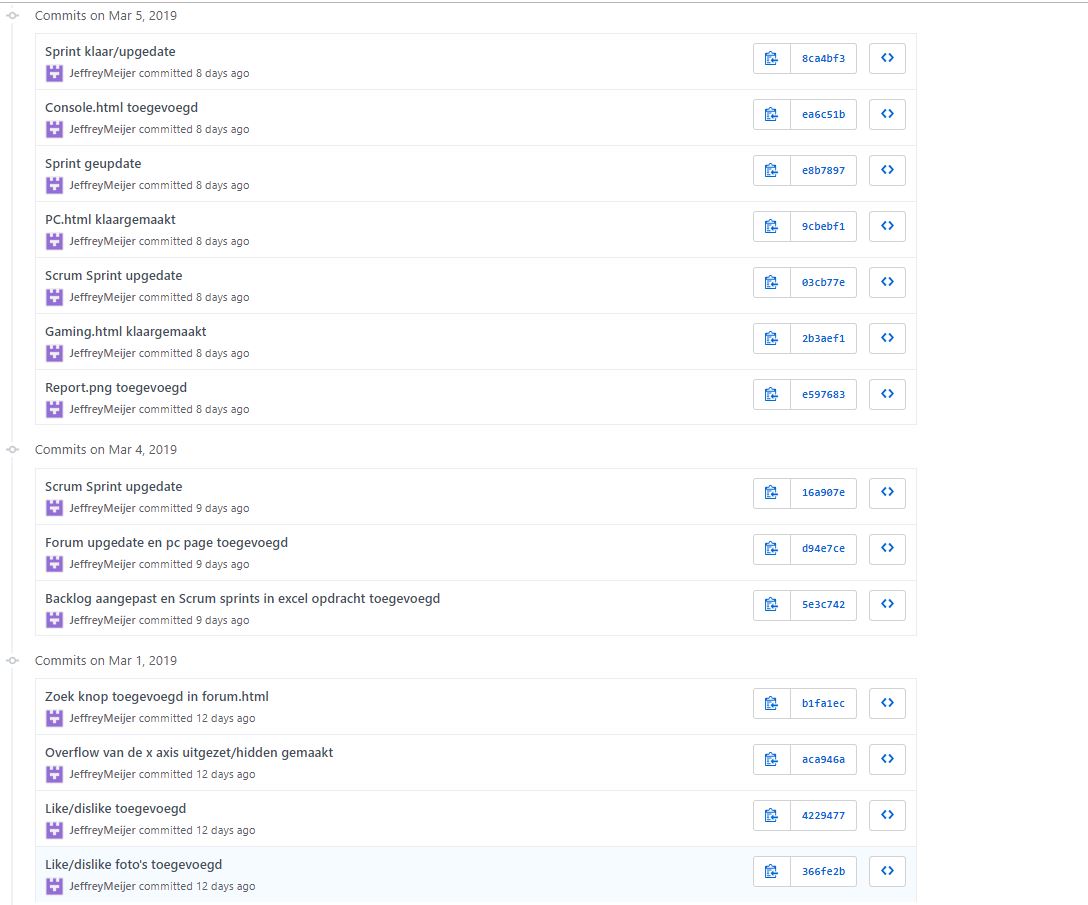 Commits on Mar 5, 2019
Sprint klaar/upgedate
JeffreyMeijer committed 8 days ago
8ca4bf3
Console.html toegevoegd
JeffreyMeijer committed 8 days ago
ea6c51b
Sprint geupdate
JeffreyMeijer committed 8 days ago
e8b7897
PC.html klaargemaakt
JeffreyMeijer committed 8 days ago
9cbebf1
Scrum Sprint upgedate
JeffreyMeijer committed 8 days ago
03cb77e
Gaming.html klaargemaakt
JeffreyMeijer committed 8 days ago
2b3aef1
Report.png toegevoegd
JeffreyMeijer committed 8 days ago
e597683
Commits on Mar 4, 2019
Scrum Sprint upgedate
JeffreyMeijer committed 9 days ago
16a907e
Forum upgedate en pc page toegevoegd
JeffreyMeijer committed 9 days ago
d94e7ce
Backlog aangepast en Scrum sprints in excel opdracht toegevoegd
JeffreyMeijer committed 9 days ago
5e3c742
Commits on Mar 1, 2019
Zoek knop toegevoegd in forum.html
JeffreyMeijer committed 12 days ago
b1fa1ec
Overflow van de x axis uitgezet/hidden gemaakt
JeffreyMeijer committed 12 days ago
aca946a
Like/dislike toegevoegd
JeffreyMeijer committed 12 days ago
4229477
Like/dislike foto's toegevoegd
JeffreyMeijer committed 12 days ago
366fe2b